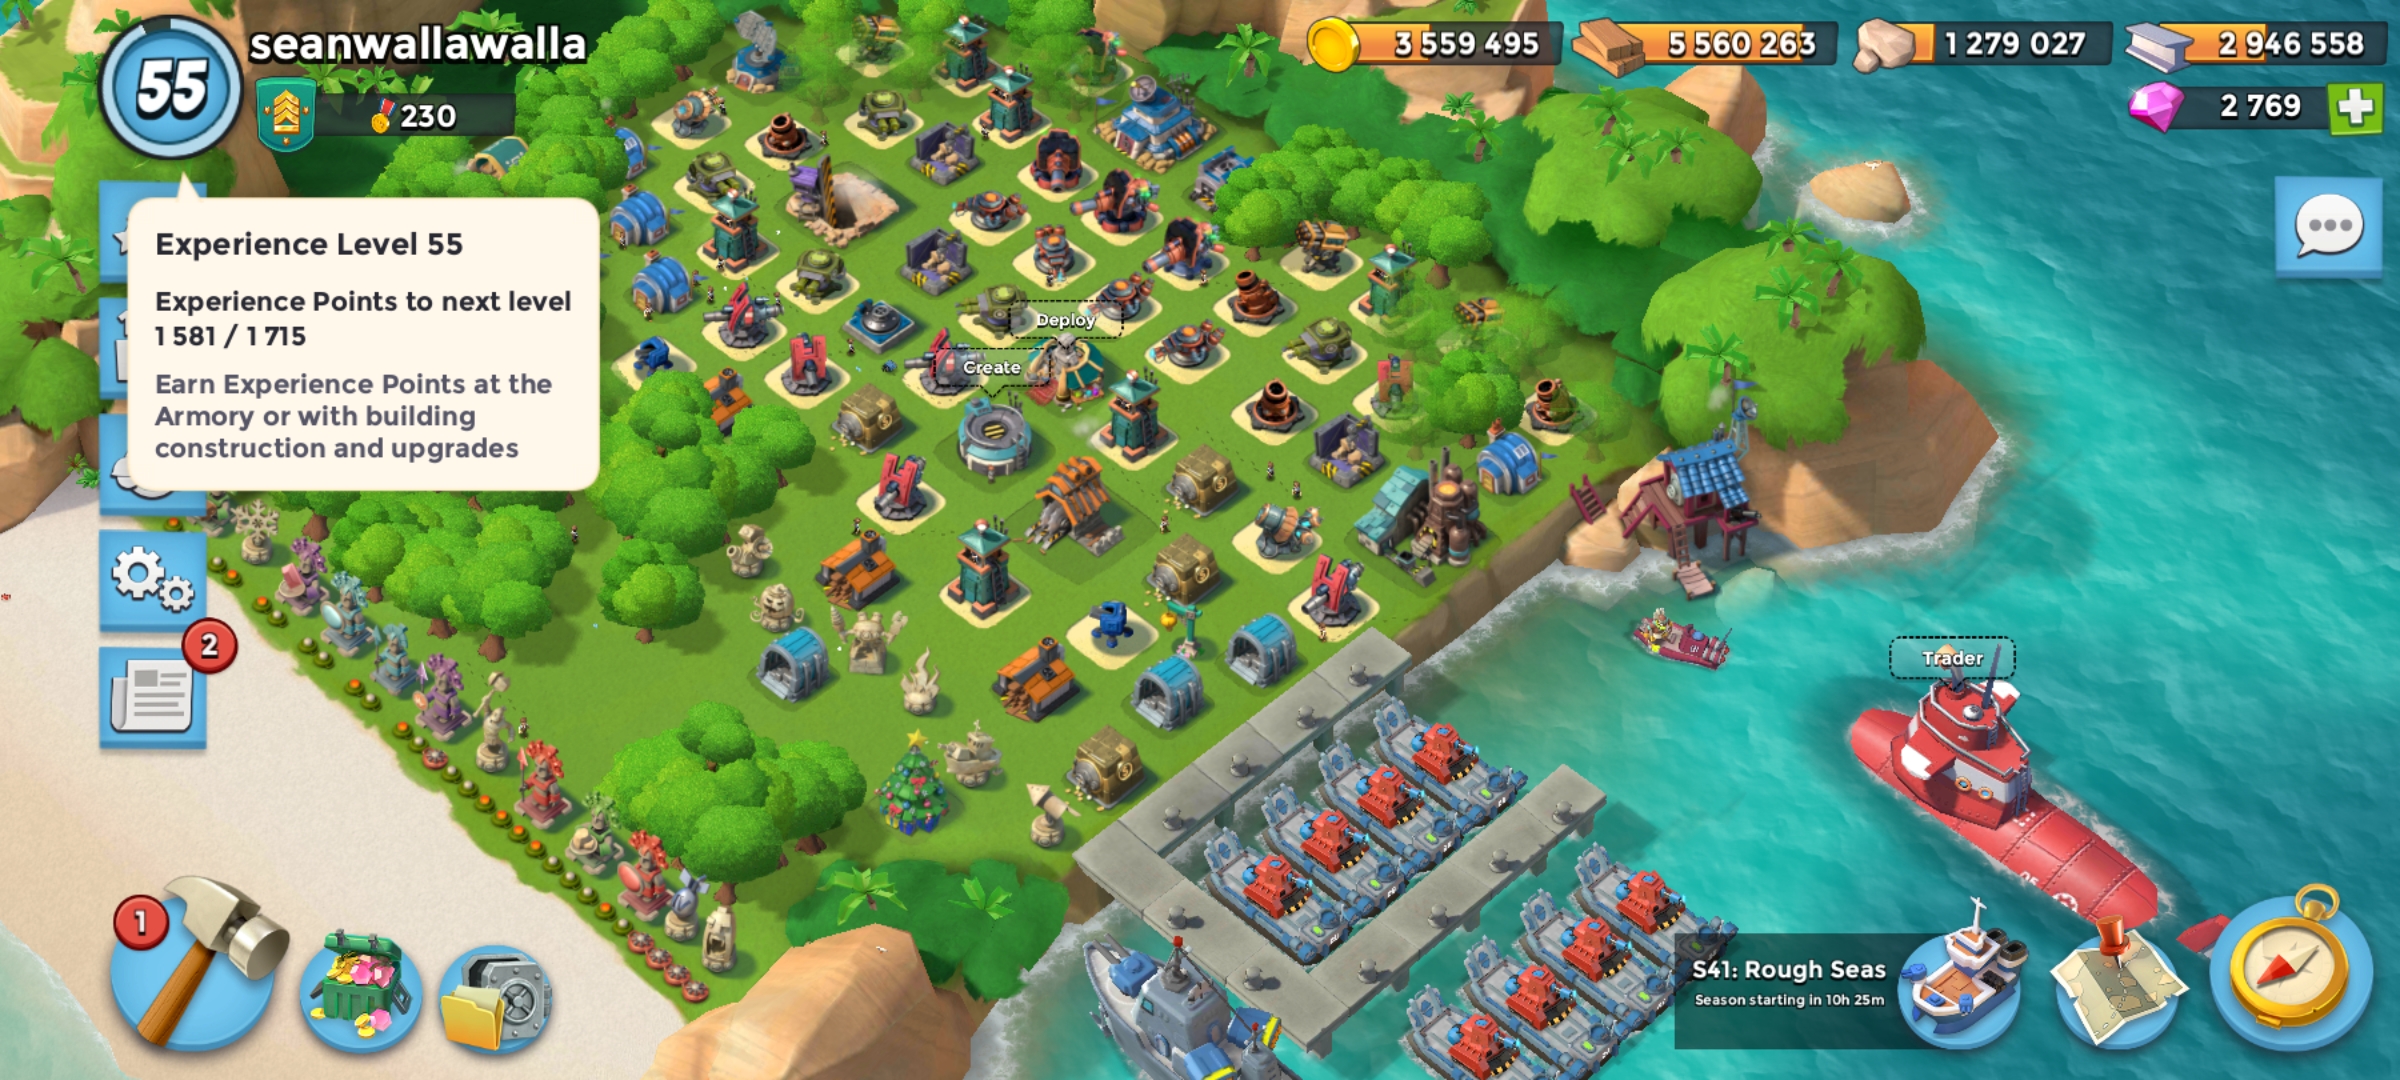 55
seanwallawalla
230
3 559 495
5 560 263
1 279 027
2 946 558
2 769
Experience Level 55
Experience Points to next level
1 581 / 1 715
Earn Experience Points at the
Armory or with building
construction and upgrades
Deploy
Create
Trader
2
1
S41: Rough Seas
Season starting in 10h 25m